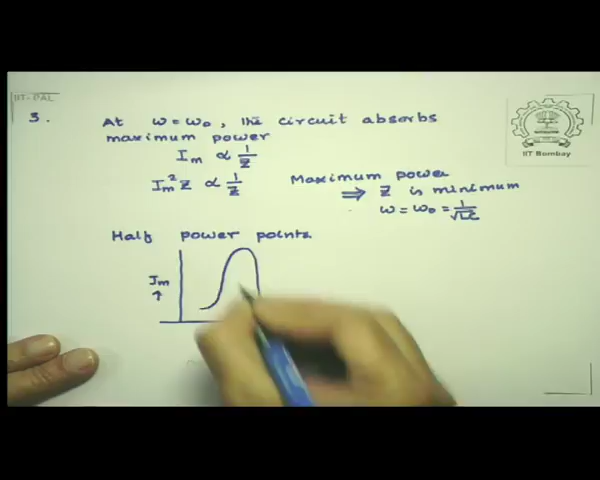 IIT-PAL
3. At ω = ω₀, the circuit absorbs
maximum power
Iₘ ∝ 1/Z
Iₘ² Z ∝ 1/Z
Maximum power
⇒ Z is minimum
ω = ω₀ = 1/√LC
Half power points
Iₘ
↑
IIT Bombay